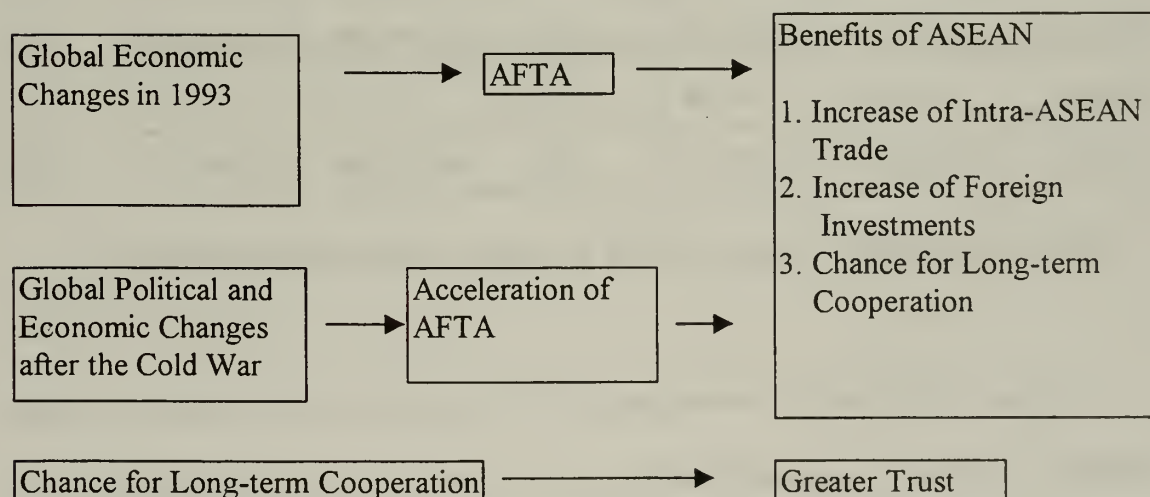 Global Economic
Changes in 1993
AFTA
Benefits of ASEAN
1. Increase of Intra-ASEAN
Trade
2. Increase of Foreign
Investments
3. Chance for Long-term
Cooperation
Global Political and
Economic Changes
after the Cold War
Acceleration of
AFTA
Chance for Long-term Cooperation
Greater Trust